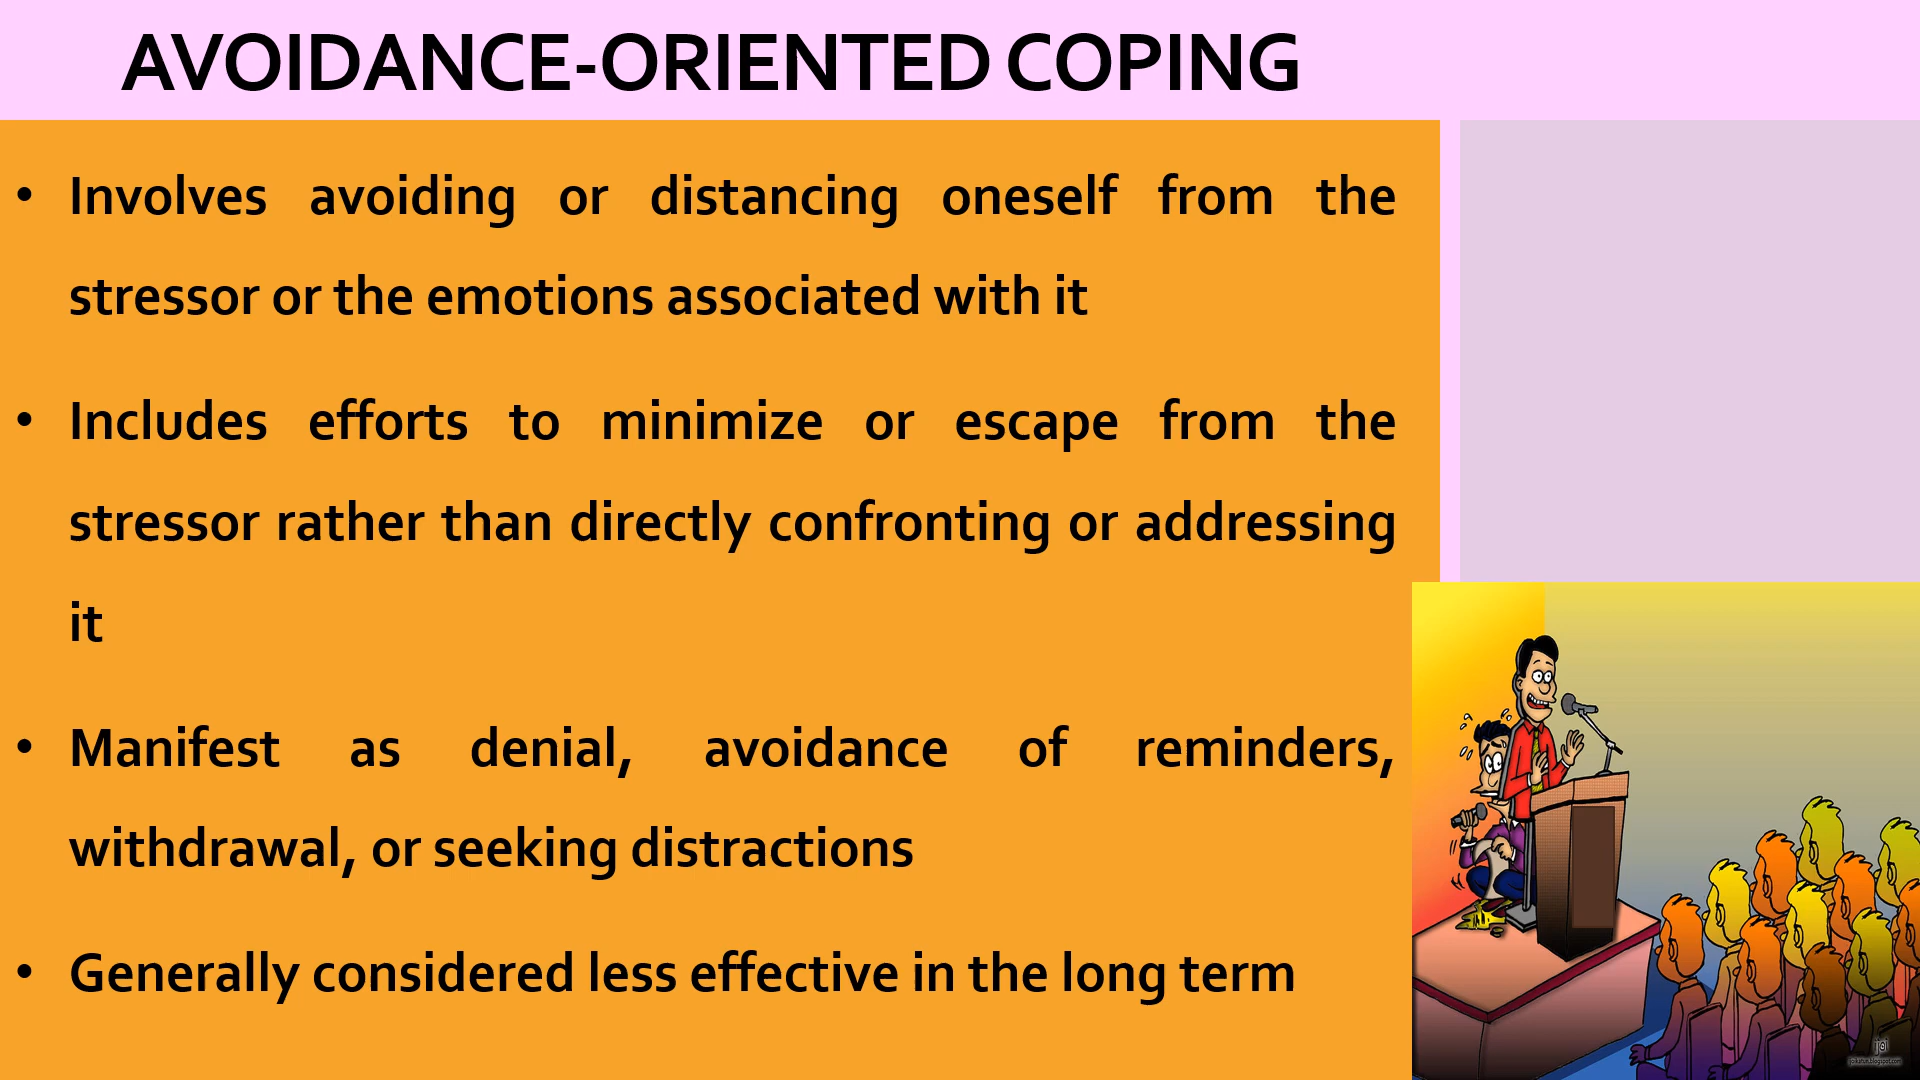 AVOIDANCE-ORIENTED COPING
• Involves avoiding or distancing oneself from the
stressor or the emotions associated with it
• Includes efforts to minimize or escape from the
stressor rather than directly confronting or addressing
it
• Manifest as denial, avoidance of reminders,
withdrawal, or seeking distractions
• Generally considered less effective in the long term